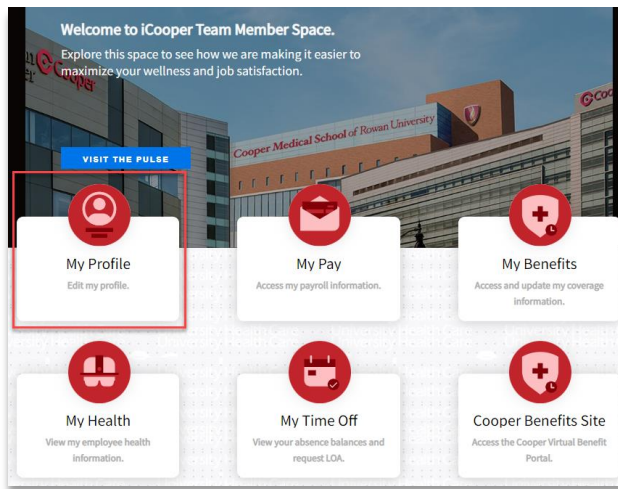 Welcome to iCooper Team Member Space.
Explore this space to see how we are making it easier to
maximize your wellness and job satisfaction.
Cooper
Cooper Medical School of Rowan University
VISIT THE PULSE
My Profile
Edit my profile.
My Pay
Access my payroll information.
My Benefits
Access and update my coverage
information.
My Health
View my employee health
information.
My Time Off
View your absence balances and
request LOA.
Cooper Benefits Site
Access the Cooper Virtual Benefit
Portal.